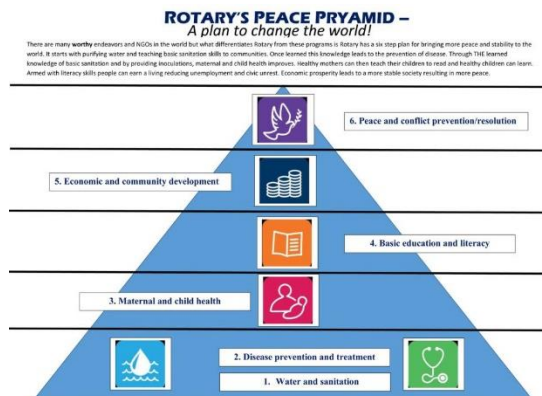 ROTARY'S PEACE PRYAMID –
A plan to change the world!
There are many worthy endeavors and NGOs in the world but what differentiates Rotary from these programs is Rotary has a six step plan for bringing more peace and stability to the
world. It starts with purifying water and teaching basic sanitation skills to communities. Once learned this knowledge leads to the prevention of disease. Through THE learned
knowledge of basic sanitation and by providing inoculations, maternal and child health improves. Healthy mothers can then teach their children to read and healthy children can learn.
Armed with literacy skills people can earn a living reducing unemployment and civic unrest. Economic prosperity leads to a more stable society resulting in more peace.
6. Peace and conflict prevention/resolution
5. Economic and community development
4. Basic education and literacy
3. Maternal and child health
2. Disease prevention and treatment
1. Water and sanitation